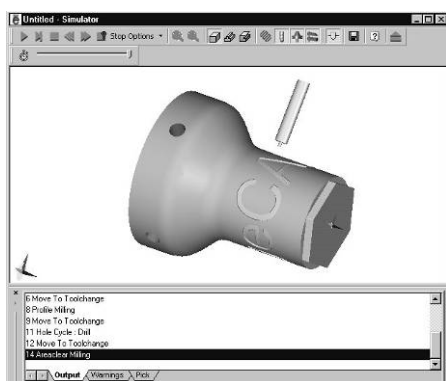 Untitled - Simulator
Stop Options
eCA
6 Move To Toolchange
8 Profile Milling
9 Move To Toolchange
11 Hole Cycle : Drill
12 Move To Toolchange
14 Areaclear Milling
Output
Warnings
Pick